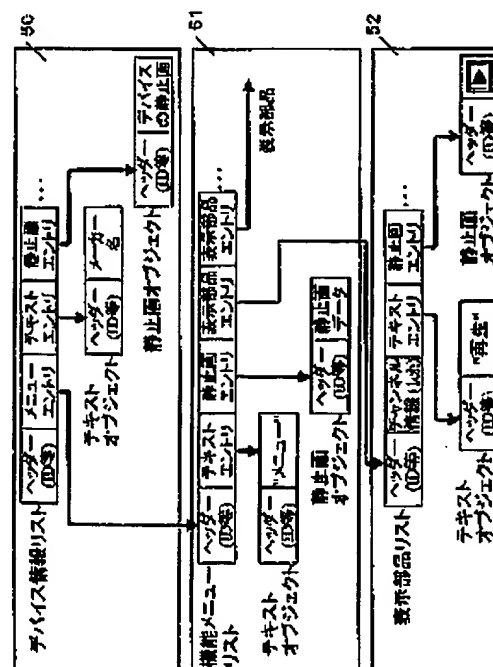 50
デバイス情報リスト
ヘッダー
(ID等)
メニュー
エントリ
テキスト
エントリ
静止画
エントリ
…
テキスト
オブジェクト
ヘッダー
(ID等)
メーカー
名
静止画オブジェクト
ヘッダー
(ID等)
デバイス
の静止画
51
機能メニュー
リスト
ヘッダー
(ID等)
テキスト
エントリ
静止画
エントリ
表示部品
エントリ
表示部品
エントリ
…
表示部品
テキスト
オブジェクト
ヘッダー
(ID等)
"メニュー"
静止画
オブジェクト
ヘッダー
(ID等)
静止画
データ
52
表示部品リスト
ヘッダー
(ID等)
チャンネル
情報
テキスト
エントリ
静止画
エントリ
…
テキスト
オブジェクト
ヘッダー
(ID等)
"再生"
静止画
オブジェクト
ヘッダー
(ID等)